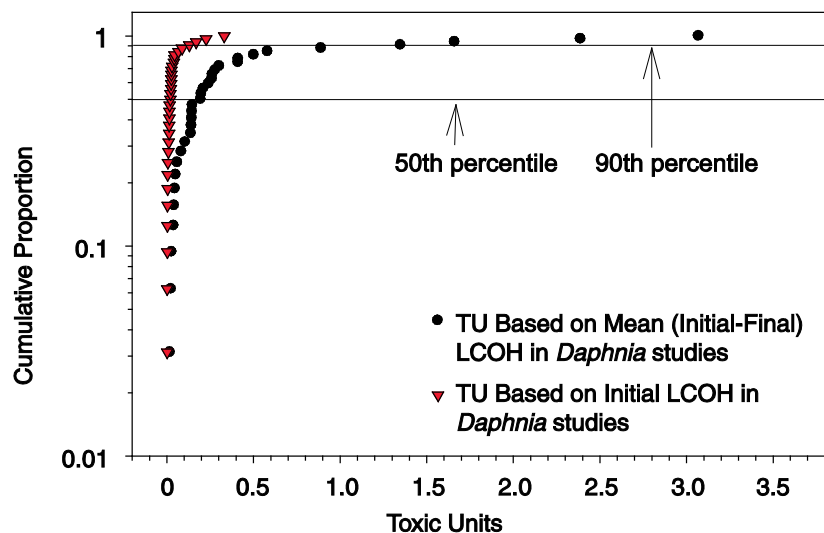 1
0.1
0.01
Cumulative Proportion
50th percentile
90th percentile
TU Based on Mean (Initial-Final)
LCOH in Daphnia studies
TU Based on Initial LCOH in
Daphnia studies
0
0.5
1.0
1.5
2.0
2.5
3.0
3.5
Toxic Units